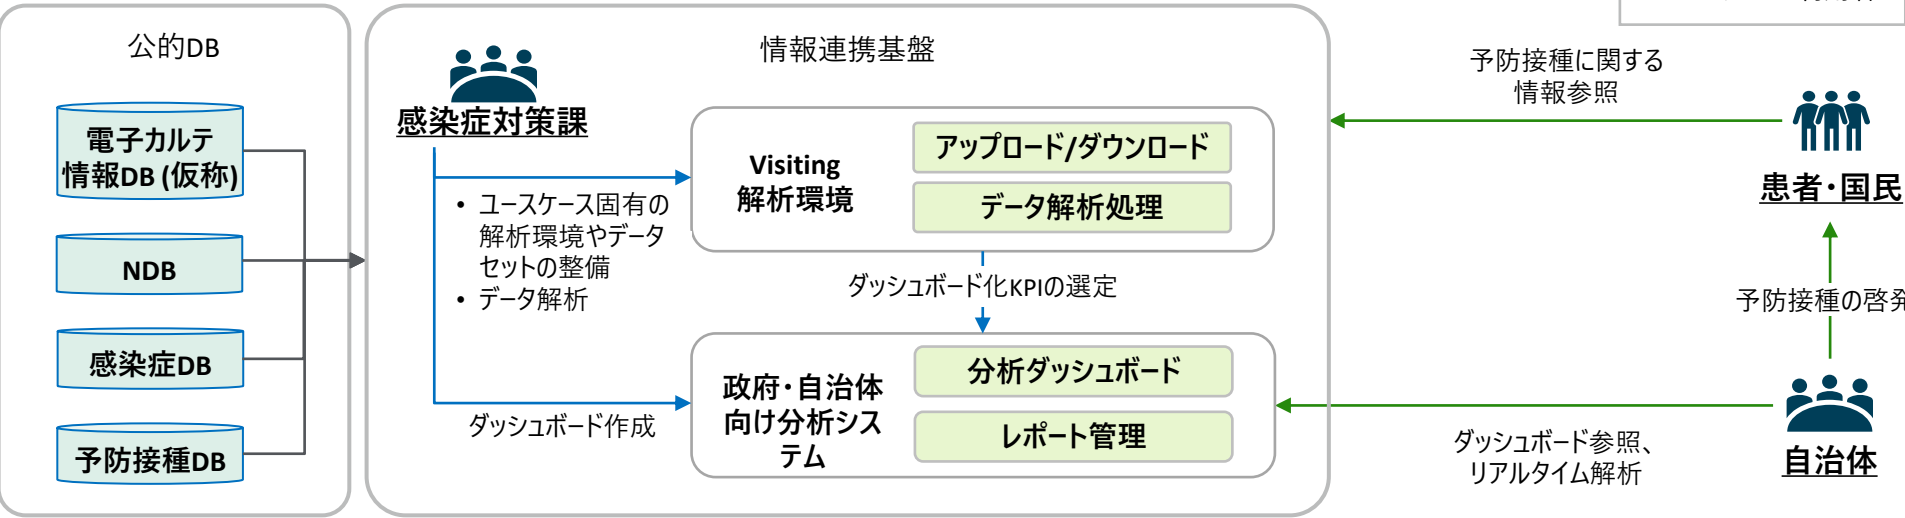 公的DB
電子カルテ
情報DB (仮称)
NDB
感染症DB
予防接種DB
情報連携基盤
感染症対策課
• ユースケース固有の
解析環境やデータ
セットの整備
• データ解析
ダッシュボード作成
Visiting
解析環境
アップロード/ダウンロード
データ解析処理
ダッシュボード化KPIの選定
政府・自治体
向け分析シス
テム
分析ダッシュボード
レポート管理
予防接種に関する
情報参照
患者・国民
予防接種の啓発
自治体
ダッシュボード参照、
リアルタイム解析